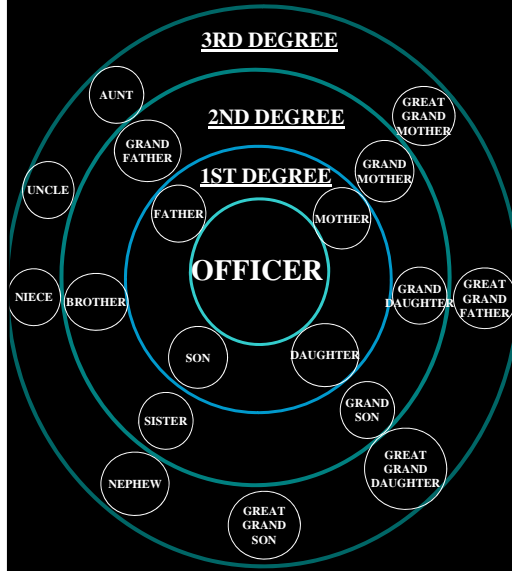 3RD DEGREE
AUNT
GREAT
GRAND
MOTHER
2ND DEGREE
GRAND
FATHER
GRAND
MOTHER
1ST DEGREE
UNCLE
FATHER
MOTHER
OFFICER
NIECE
BROTHER
GRAND
DAUGHTER
GREAT
GRAND
FATHER
SON
DAUGHTER
GRAND
SON
SISTER
GREAT
GRAND
DAUGHTER
NEPHEW
GREAT
GRAND
SON